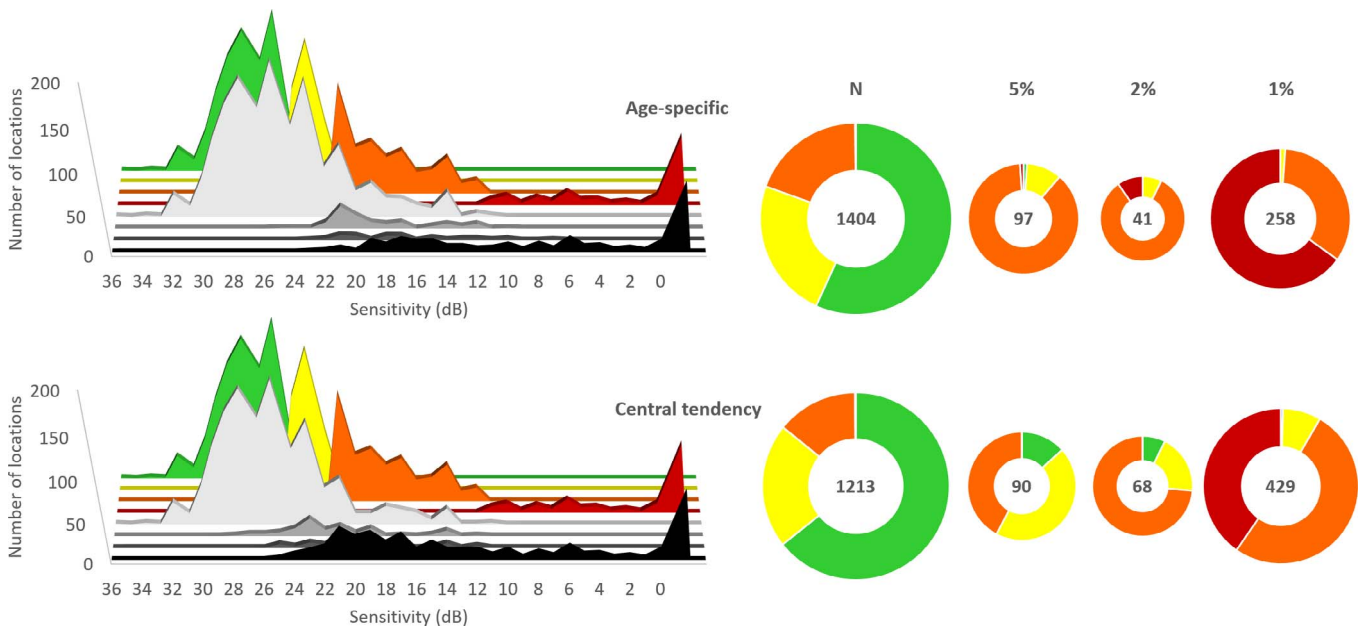 Number of locations
200
150
100
50
0
36 34 32 30 28 26 24 22 20 18 16 14 12 10 8 6 4 2 0
Sensitivity (dB)
Age-specific
N 5% 2% 1%
1404 97 41 258
Number of locations
200
150
100
50
0
36 34 32 30 28 26 24 22 20 18 16 14 12 10 8 6 4 2 0
Sensitivity (dB)
Central tendency
1213 90 68 429